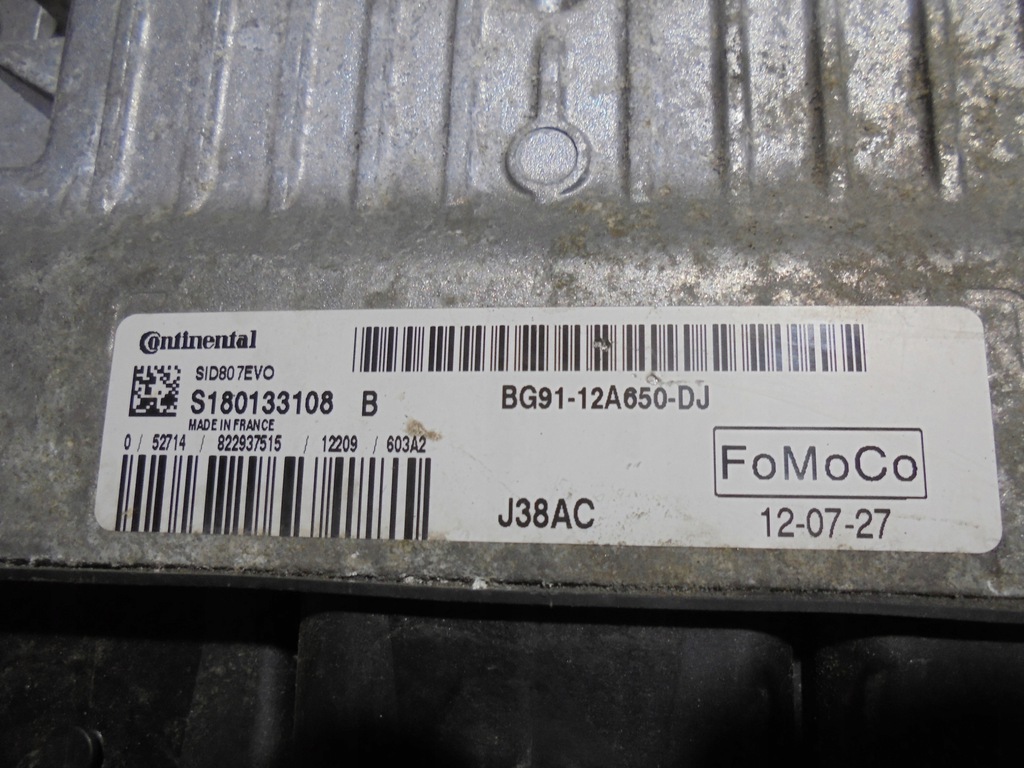 Continental
SID807EVO
S180133108 B
MADE IN FRANCE
0 / 52714 / 822937515 / 12209 / 603A2
BG91-12A650-DJ
FoMoCo
J38AC
12-07-27